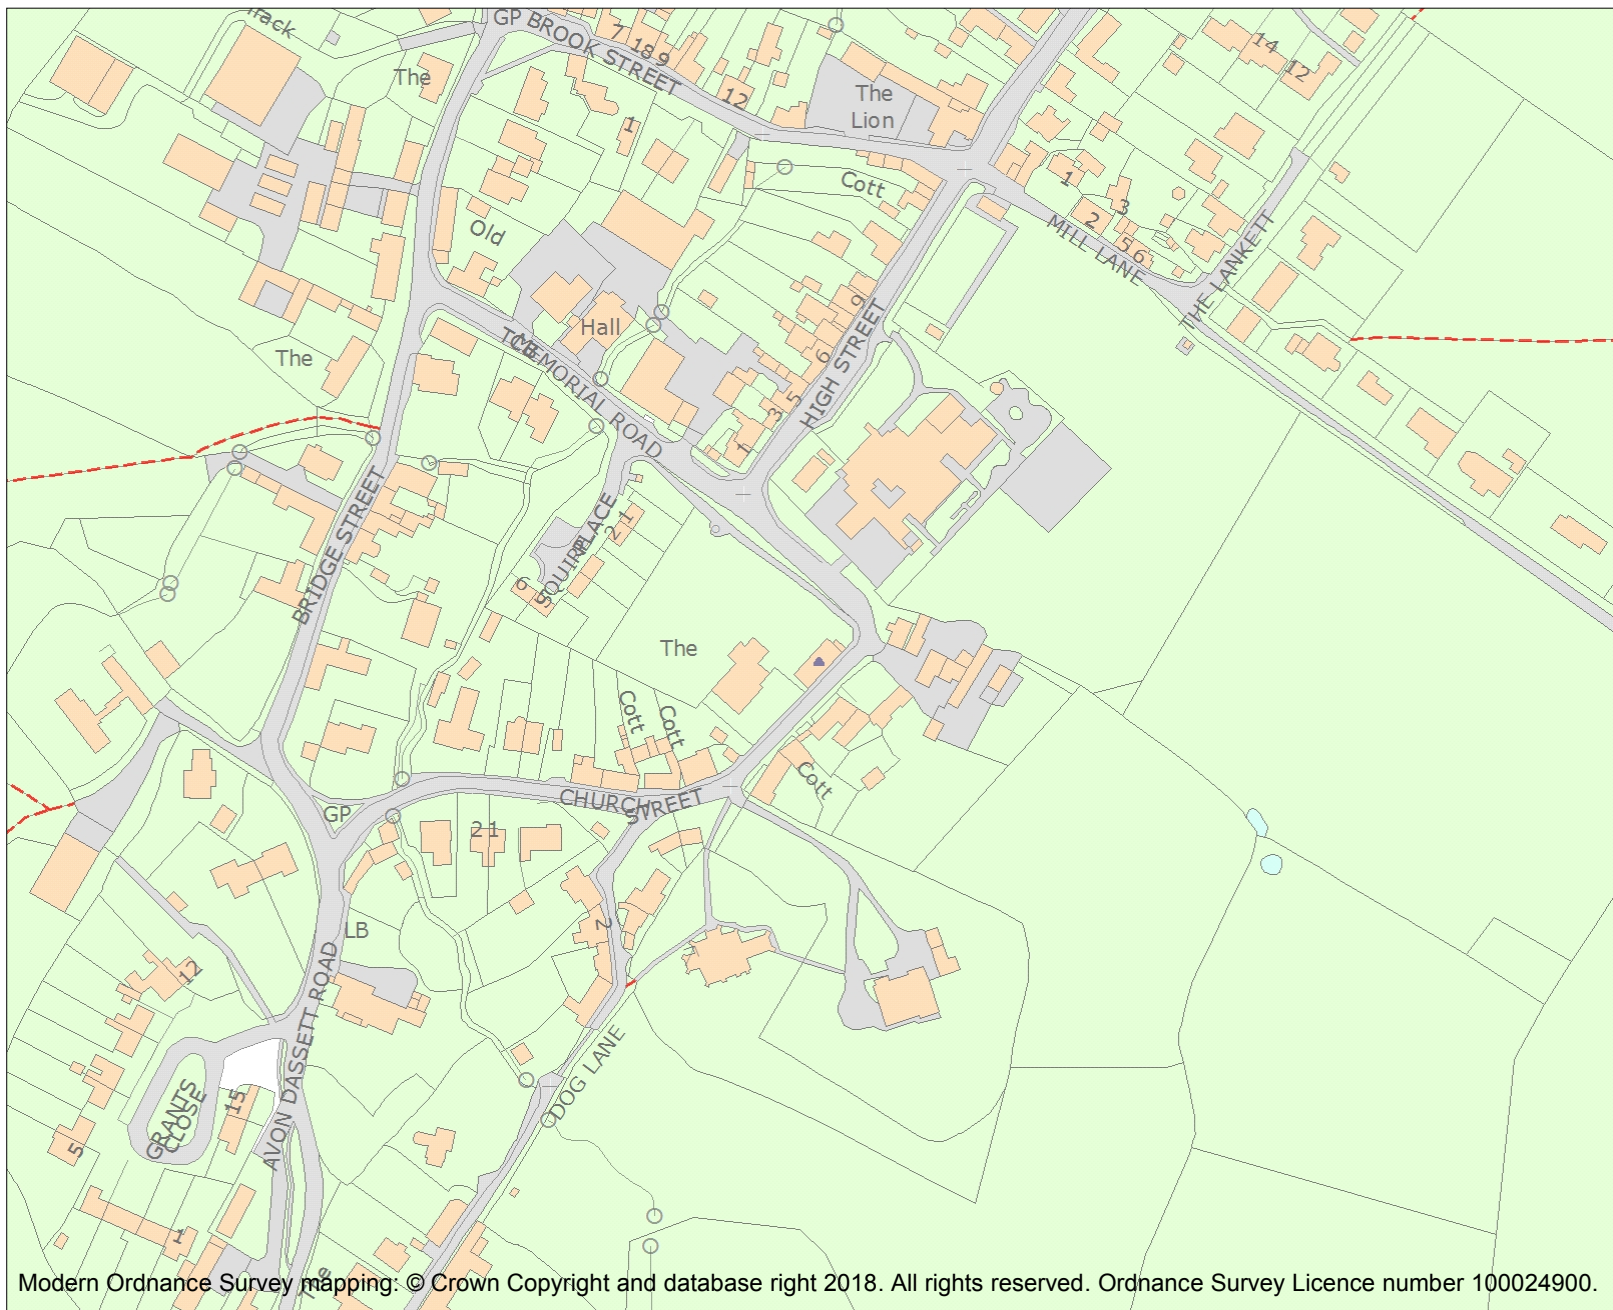 Track
GP BROOK STREET
7
18 9
14
12
The
12
The
Lion
1
Cott
1
3
2
5 6
MILL LANE
THE LANKETT
Old
9
Hall
TCB
MEMORIAL ROAD
6
HIGH STREET
The
5
3
1
BRIDGE STREET
SQUIRE PLACE
1
2
6
5
The
Cott
Cott
Cott
CHURCH
STREET
GP
2 1
2
LB
12
AVON DASSETT ROAD
GRANTS
CLOSE
15
DOG LANE
5
1
The
Modern Ordnance Survey mapping: © Crown Copyright and database right 2018. All rights reserved. Ordnance Survey Licence number 100024900.